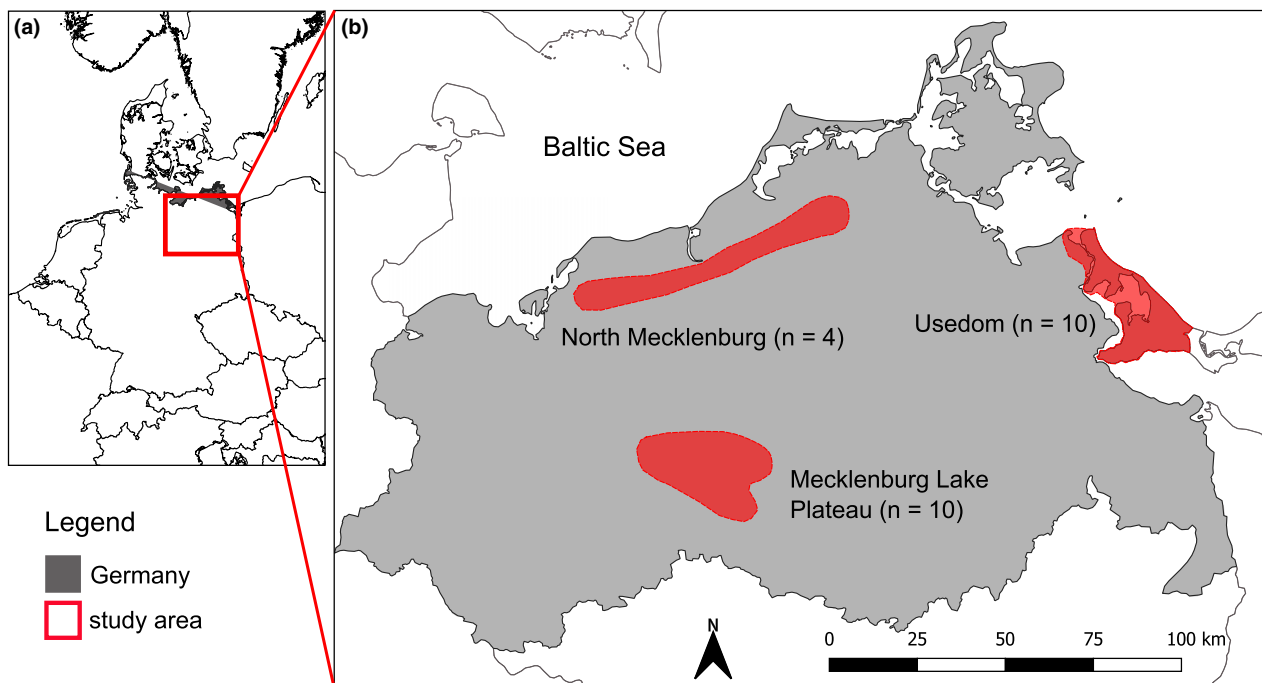 (a)
(b)
Baltic Sea
North Mecklenburg (n = 4)
Usedom (n = 10)
Mecklenburg Lake
Plateau (n = 10)
Legend
Germany
study area
N
0 25 50 75 100 km